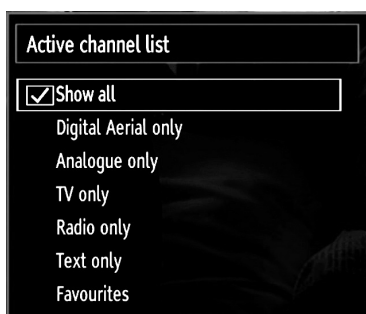 Active channel list
Show all
Digital Aerial only
Analogue only
TV only
Radio only
Text only
Favourites